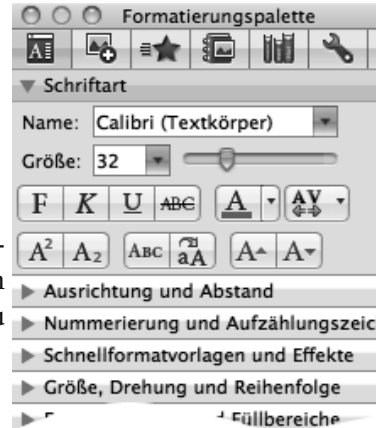 Formatierungspalette
Schriftart
Name: Calibri (Textkörper)
Größe: 32
F K U ABC A AV
A² A₂ ABC aA A A
Ausrichtung und Abstand
Nummerierung und Aufzählungszeic
Schnellformatvorlagen und Effekte
Größe, Drehung und Reihenfolge
Füllbereiche